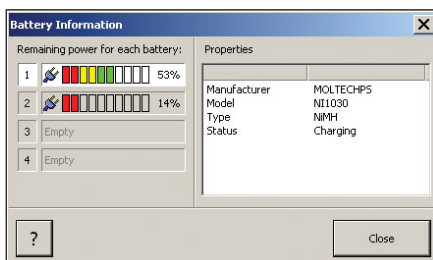 Battery Information
Remaining power for each battery:
1 53%
2 14%
3 Empty
4 Empty
Properties
Manufacturer MOLTECHPS
Model NI1030
Type NiMH
Status Charging
? Close